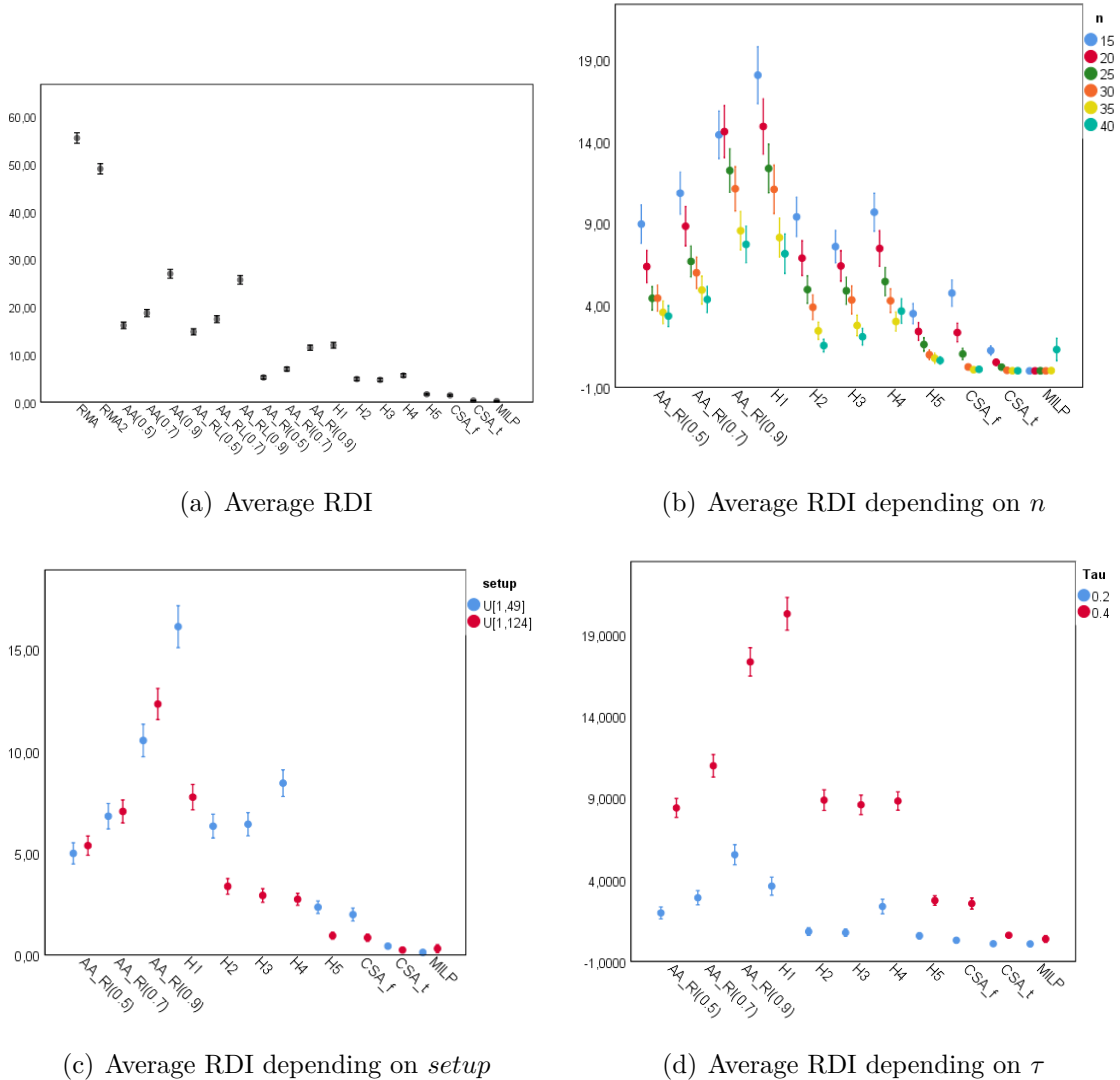 60,00
50,00
40,00
30,00
20,00
10,00
0,00
RMA
RMA2
AA(0.5)
AA(0.7)
AA(0.9)
AA_RL(0.5)
AA_RL(0.7)
AA_RL(0.9)
AA_RI(0.5)
AA_RI(0.7)
AA_RI(0.9)
H1
H2
H3
H4
H5
CSA_f
CSA_t
MILP
(a) Average RDI
19,00
14,00
9,00
4,00
-1,00
AA_RI(0.5)
AA_RI(0.7)
AA_RI(0.9)
H1
H2
H3
H4
H5
CSA_f
CSA_t
MILP
n
15
20
25
30
35
40
(b) Average RDI depending on n
15,00
10,00
5,00
0,00
AA_RI(0.5)
AA_RI(0.7)
AA_RI(0.9)
H1
H2
H3
H4
H5
CSA_f
CSA_t
MILP
setup
U[1,49]
U[1,124]
(c) Average RDI depending on setup
19,0000
14,0000
9,0000
4,0000
-1,0000
AA_RI(0.5)
AA_RI(0.7)
AA_RI(0.9)
H1
H2
H3
H4
H5
CSA_f
CSA_t
MILP
Tau
0.2
0.4
(d) Average RDI depending on τ